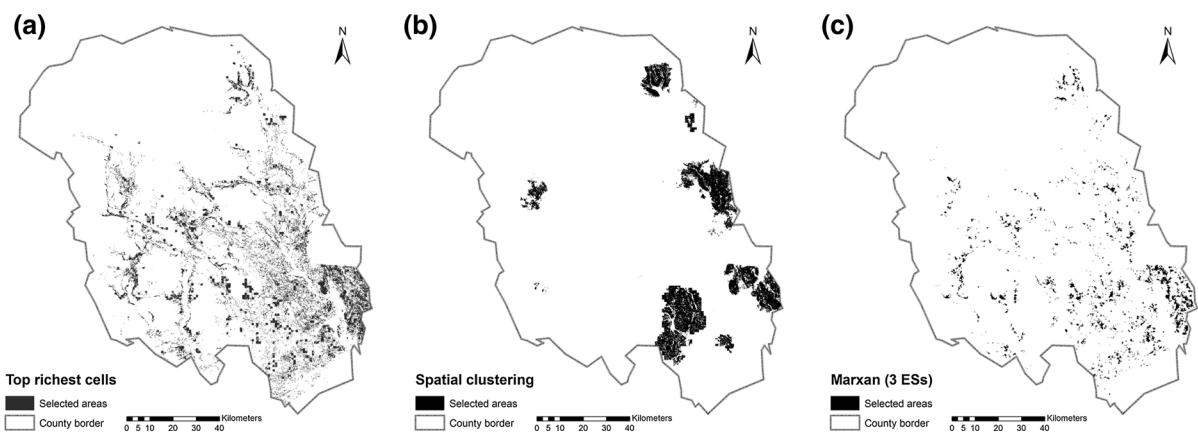 (a)
N
Top richest cells
Selected areas
County border
Kilometers
0 5 10 20 30 40
(b)
N
Spatial clustering
Selected areas
County border
Kilometers
0 5 10 20 30 40
(c)
N
Marxan (3 ESs)
Selected areas
County border
Kilometers
0 5 10 20 30 40